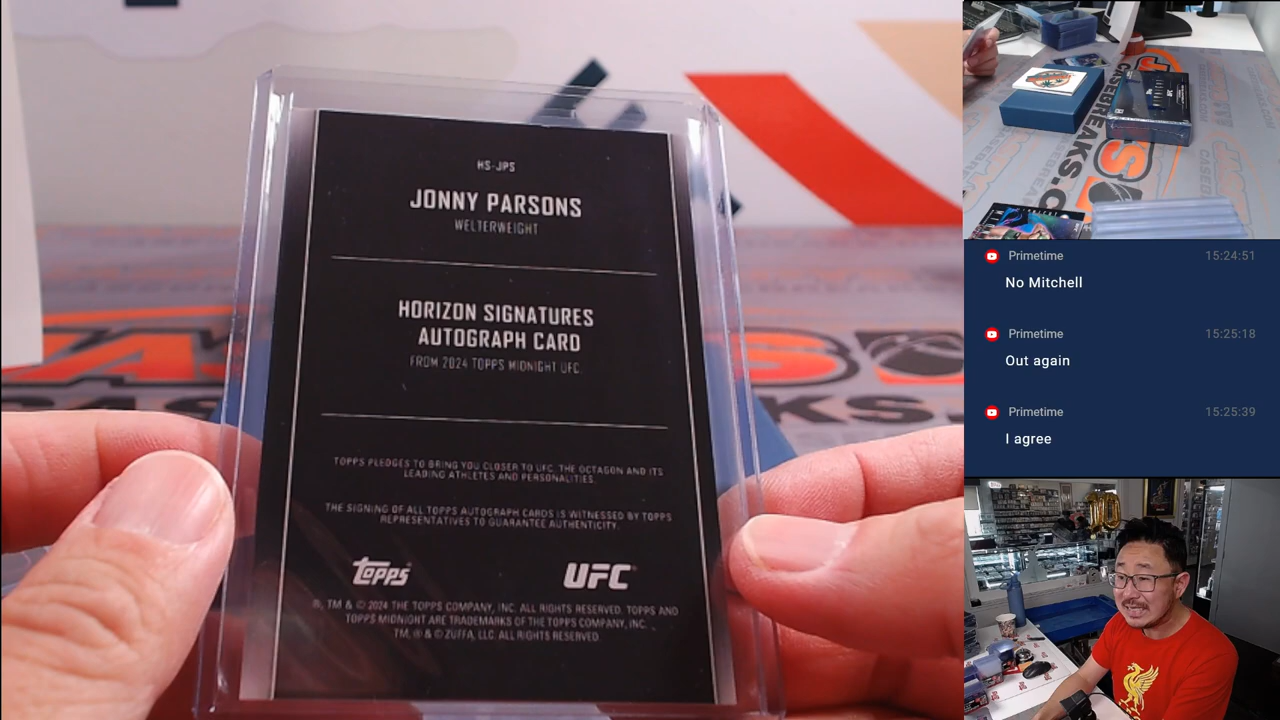 HS-JPS
JONNY PARSONS
WELTERWEIGHT
HORIZON SIGNATURES
AUTOGRAPH CARD
FROM 2024 TOPPS MIDNIGHT UFC.
TOPPS PLEDGES TO BRING YOU CLOSER TO UFC, THE OCTAGON AND ITS
LEADING ATHLETES AND PERSONALITIES.
THE SIGNING OF ALL TOPPS AUTOGRAPH CARDS IS WITNESSED BY TOPPS
REPRESENTATIVES TO GUARANTEE AUTHENTICITY.
topps UFC
®, TM & © 2024 THE TOPPS COMPANY, INC. ALL RIGHTS RESERVED. TOPPS AND
TOPPS MIDNIGHT ARE TRADEMARKS OF THE TOPPS COMPANY, INC.
TM, ® & © ZUFFA, LLC. ALL RIGHTS RESERVED.
CASEBREAKS.CO
Primetime 15:24:51
No Mitchell
Primetime 15:25:18
Out again
Primetime 15:25:39
I agree